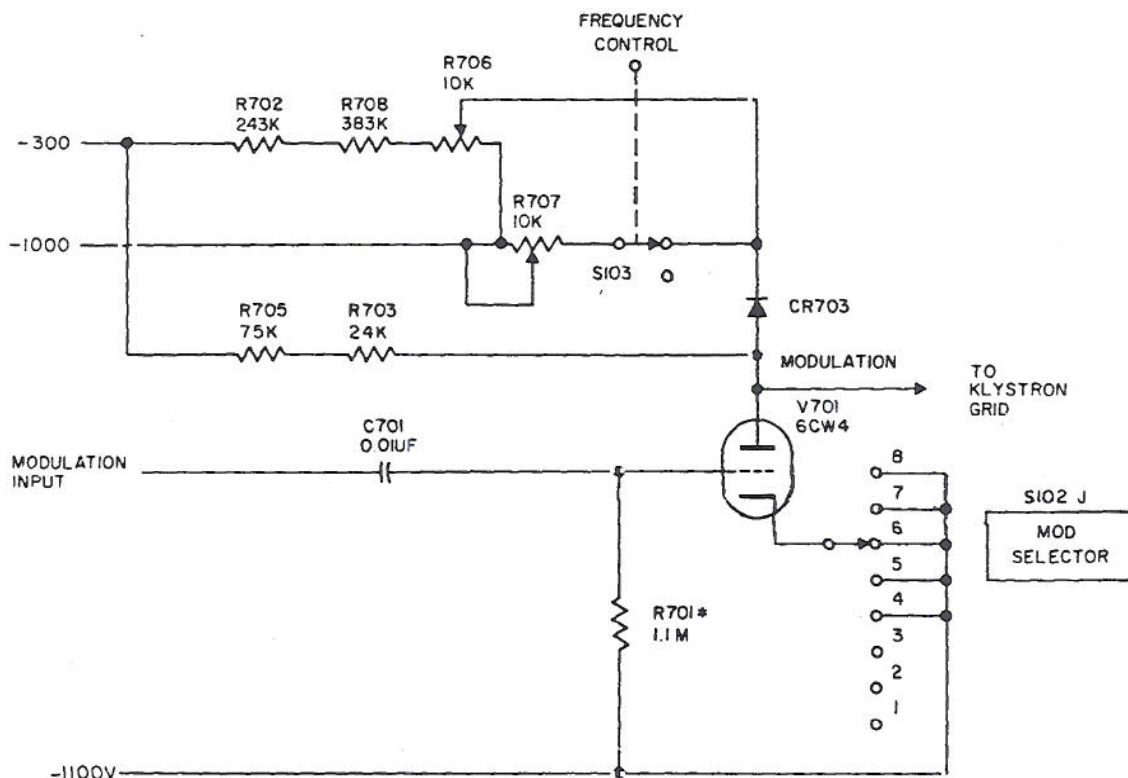 FREQUENCY
CONTROL
R706
10K
R702
243K
R708
383K
-300
R707
10K
-1000
S103
CR703
R705
75K
R703
24K
MODULATION
TO
KLYSTRON
GRID
V701
6CW4
C701
0.01UF
MODULATION
INPUT
8
7
6
5
4
3
2
1
S102 J
MOD
SELECTOR
R701*
1.1M
-1100V